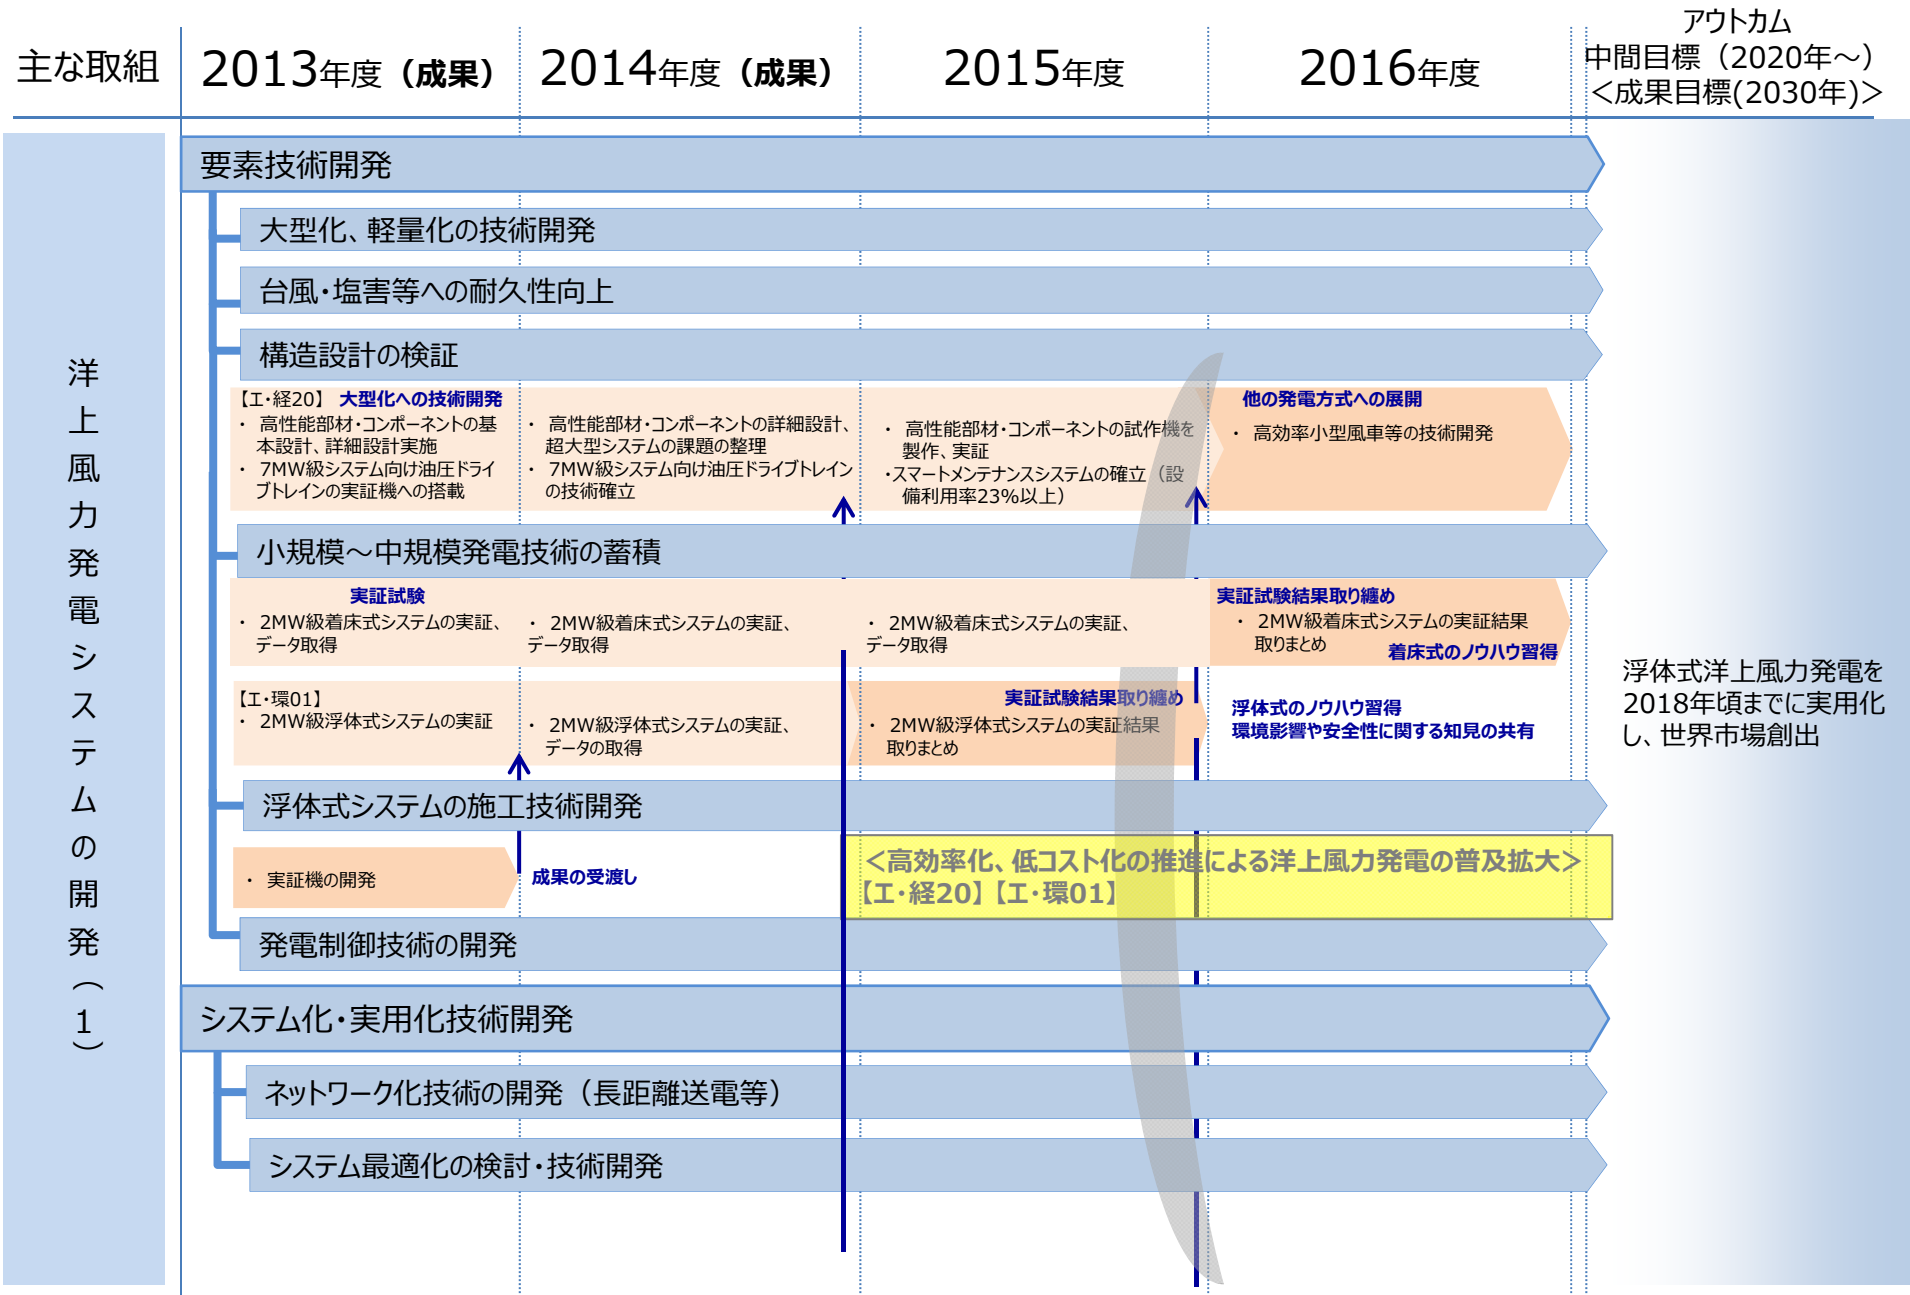 主な取組
2013年度（成果）
2014年度（成果）
2015年度
2016年度
アウトカム
中間目標（2020年～）
＜成果目標(2030年)＞
洋上風力発電システムの開発（1）
要素技術開発
大型化、軽量化の技術開発
台風・塩害等への耐久性向上
構造設計の検証
【エ・経20】 大型化への技術開発
・ 高性能部材・コンポーネントの基
本設計、詳細設計実施
・ 7MW級システム向け油圧ドライ
ブトレインの実証機への搭載
・ 高性能部材・コンポーネントの詳細設計、
超大型システムの課題の整理
・ 7MW級システム向け油圧ドライブトレイン
の技術確立
・ 高性能部材・コンポーネントの試作機を
製作、実証
・スマートメンテナンスシステムの確立（設
備利用率23%以上）
他の発電方式への展開
・ 高効率小型風車等の技術開発
小規模～中規模発電技術の蓄積
実証試験
・ 2MW級着床式システムの実証、
データ取得
・ 2MW級着床式システムの実証、
データ取得
・ 2MW級着床式システムの実証、
データ取得
実証試験結果取り纏め
・ 2MW級着床式システムの実証結果
取りまとめ
着床式のノウハウ習得
【エ・環01】
・ 2MW級浮体式システムの実証
・ 2MW級浮体式システムの実証、
データの取得
実証試験結果取り纏め
・ 2MW級浮体式システムの実証結果
取りまとめ
浮体式のノウハウ習得
環境影響や安全性に関する知見の共有
浮体式システムの施工技術開発
・ 実証機の開発
成果の受渡し
＜高効率化、低コスト化の推進による洋上風力発電の普及拡大＞
【エ・経20】【エ・環01】
発電制御技術の開発
システム化・実用化技術開発
ネットワーク化技術の開発（長距離送電等）
システム最適化の検討・技術開発
浮体式洋上風力発電を
2018年頃までに実用化
し、世界市場創出